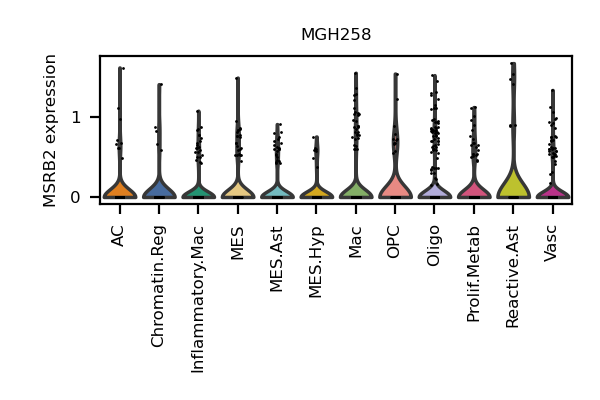 MGH258
MSRB2 expression
1
0
AC
Chromatin.Reg
Inflammatory.Mac
MES
MES.Ast
MES.Hyp
Mac
OPC
Oligo
Prolif.Metab
Reactive.Ast
Vasc